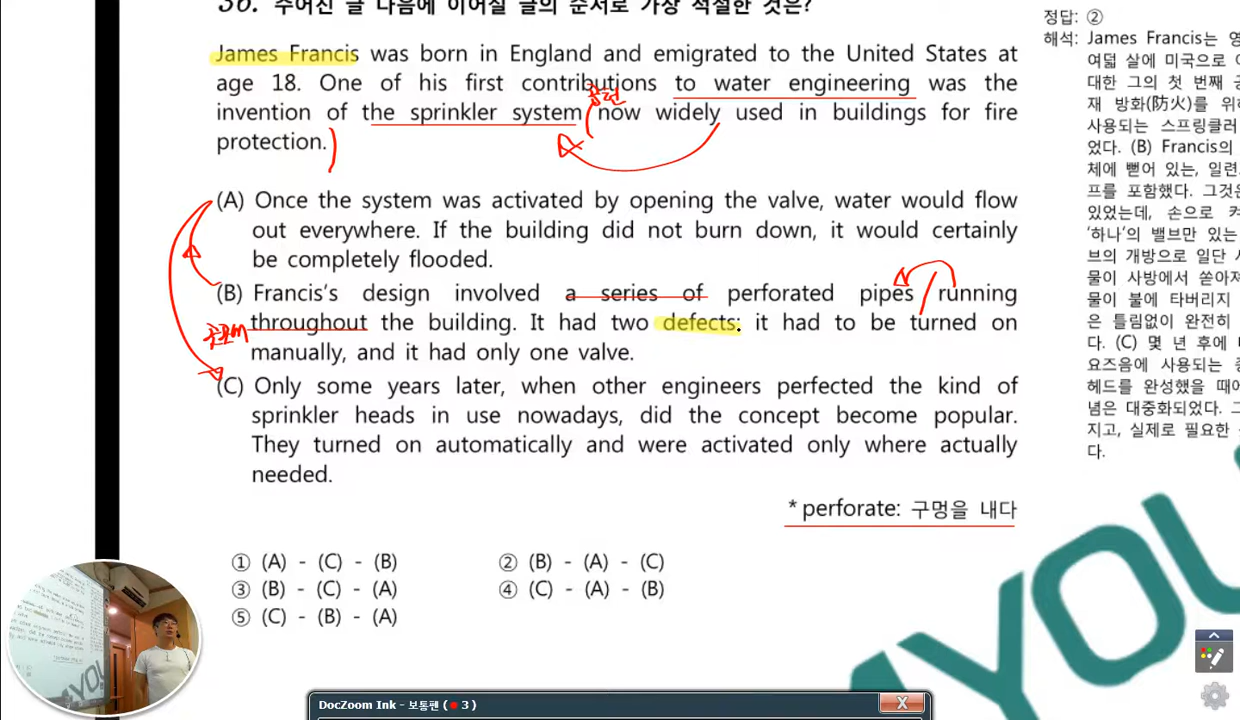 36. 주어진 글 다음에 이어질 글의 순서로 가장 적절한 것은?
James Francis was born in England and emigrated to the United States at
age 18. One of his first contributions to water engineering was the
invention of the sprinkler system now widely used in buildings for fire
protection.
(A) Once the system was activated by opening the valve, water would flow
out everywhere. If the building did not burn down, it would certainly
be completely flooded.
(B) Francis's design involved a series of perforated pipes running
throughout the building. It had two defects: it had to be turned on
manually, and it had only one valve.
(C) Only some years later, when other engineers perfected the kind of
sprinkler heads in use nowadays, did the concept become popular.
They turned on automatically and were activated only where actually
needed.
* perforate: 구멍을 내다
① (A) - (C) - (B)
② (B) - (A) - (C)
③ (B) - (C) - (A)
④ (C) - (A) - (B)
⑤ (C) - (B) - (A)
정답: ②
해석: James Francis는 영
여덟 살에 미국으로 이
대한 그의 첫 번째 공
재 방화(防火)를 위해
사용되는 스프링클러
었다. (B) Francis의
체에 뻗어 있는, 일련
프를 포함했다. 그것은
있었는데, 손으로 켜
'하나'의 밸브만 있는
브의 개방으로 일단 시
물이 사방에서 쏟아져
물이 불에 타버리지
은 틀림없이 완전히
다. (C) 몇 년 후에
요즈음에 사용되는 종
헤드를 완성했을 때에
념은 대중화되었다. 그
지고, 실제로 필요한
다.
DocZoom Ink - 보통펜 ( 3 )